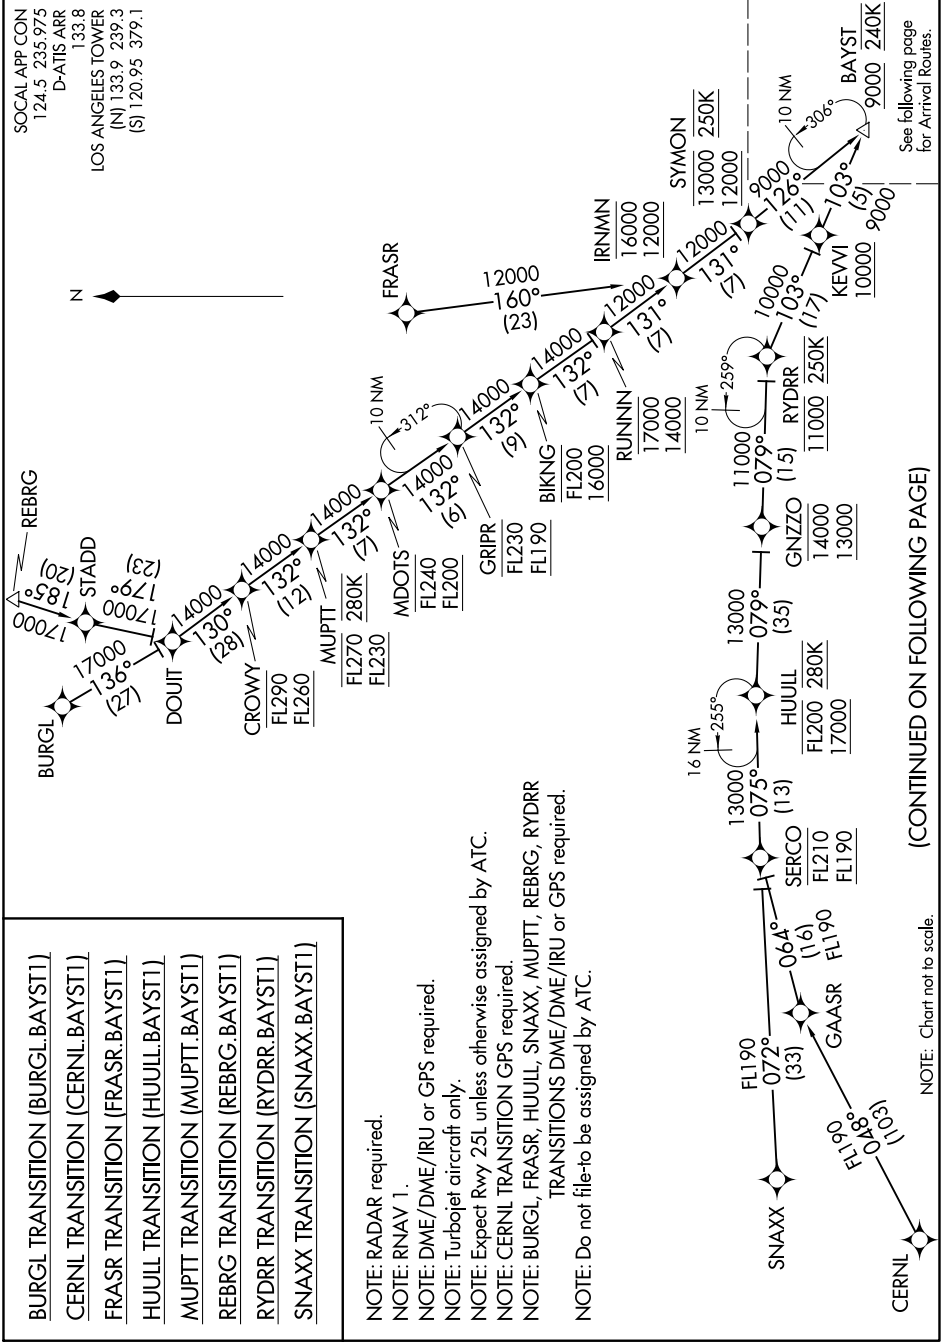 SOCAL APP CON
124.5 235.975
D-ATIS ARR
133.8
LOS ANGELES TOWER
(N) 133.9 239.3
(S) 120.95 379.1
BURGL TRANSITION (BURGL.BAYST1)
CERNL TRANSITION (CERNL.BAYST1)
FRASR TRANSITION (FRASR.BAYST1)
HUULL TRANSITION (HUULL.BAYST1)
MUPTT TRANSITION (MUPTT.BAYST1)
REBRG TRANSITION (REBRG.BAYST1)
RYDRR TRANSITION (RYDRR.BAYST1)
SNAXX TRANSITION (SNAXX.BAYST1)
NOTE: RADAR required.
NOTE: RNAV 1.
NOTE: DME/DME/IRU or GPS required.
NOTE: Turbojet aircraft only.
NOTE: Expect Rwy 25L unless otherwise assigned by ATC.
NOTE: CERNL TRANSITION GPS required.
NOTE: BURGL, FRASR, HUULL, SNAXX, MUPTT, REBRG, RYDRR
TRANSITIONS DME/DME/IRU or GPS required.
NOTE: Do not file-to be assigned by ATC.
N
REBRG
17000
185°
(20)
STADD
17000
179°
(23)
BURGL
17000
136°
(27)
DOUIT
14000
130°
(28)
CROWY
FL290
FL260
14000
132°
(12)
MUPTT
FL270 280K
FL230
14000
132°
(7)
MDOTS
FL240
FL200
14000
132°
(6)
10 NM
312°
GRIPR
FL230
FL190
14000
132°
(9)
BIKNG
FL200
16000
14000
132°
(7)
RUNNN
17000
14000
12000
131°
(7)
FRASR
12000
160°
(23)
IRNMN
16000
12000
12000
131°
(7)
SYMON
13000 250K
12000
9000
126°
(11)
10 NM
306°
BAYST
9000 240K
See following page
for Arrival Routes.
CERNL
FL190
048°
(103)
GAASR
064°
(16)
FL190
SNAXX
FL190
072°
(33)
SERCO
FL210
FL190
13000
075°
(13)
16 NM
255°
HUULL
FL200 280K
17000
13000
079°
(35)
GNZZO
14000
13000
11000
079°
(15)
10 NM
259°
RYDRR
11000 250K
10000
103°
(17)
KEVVI
10000
103°
(5)
9000
NOTE: Chart not to scale.
(CONTINUED ON FOLLOWING PAGE)